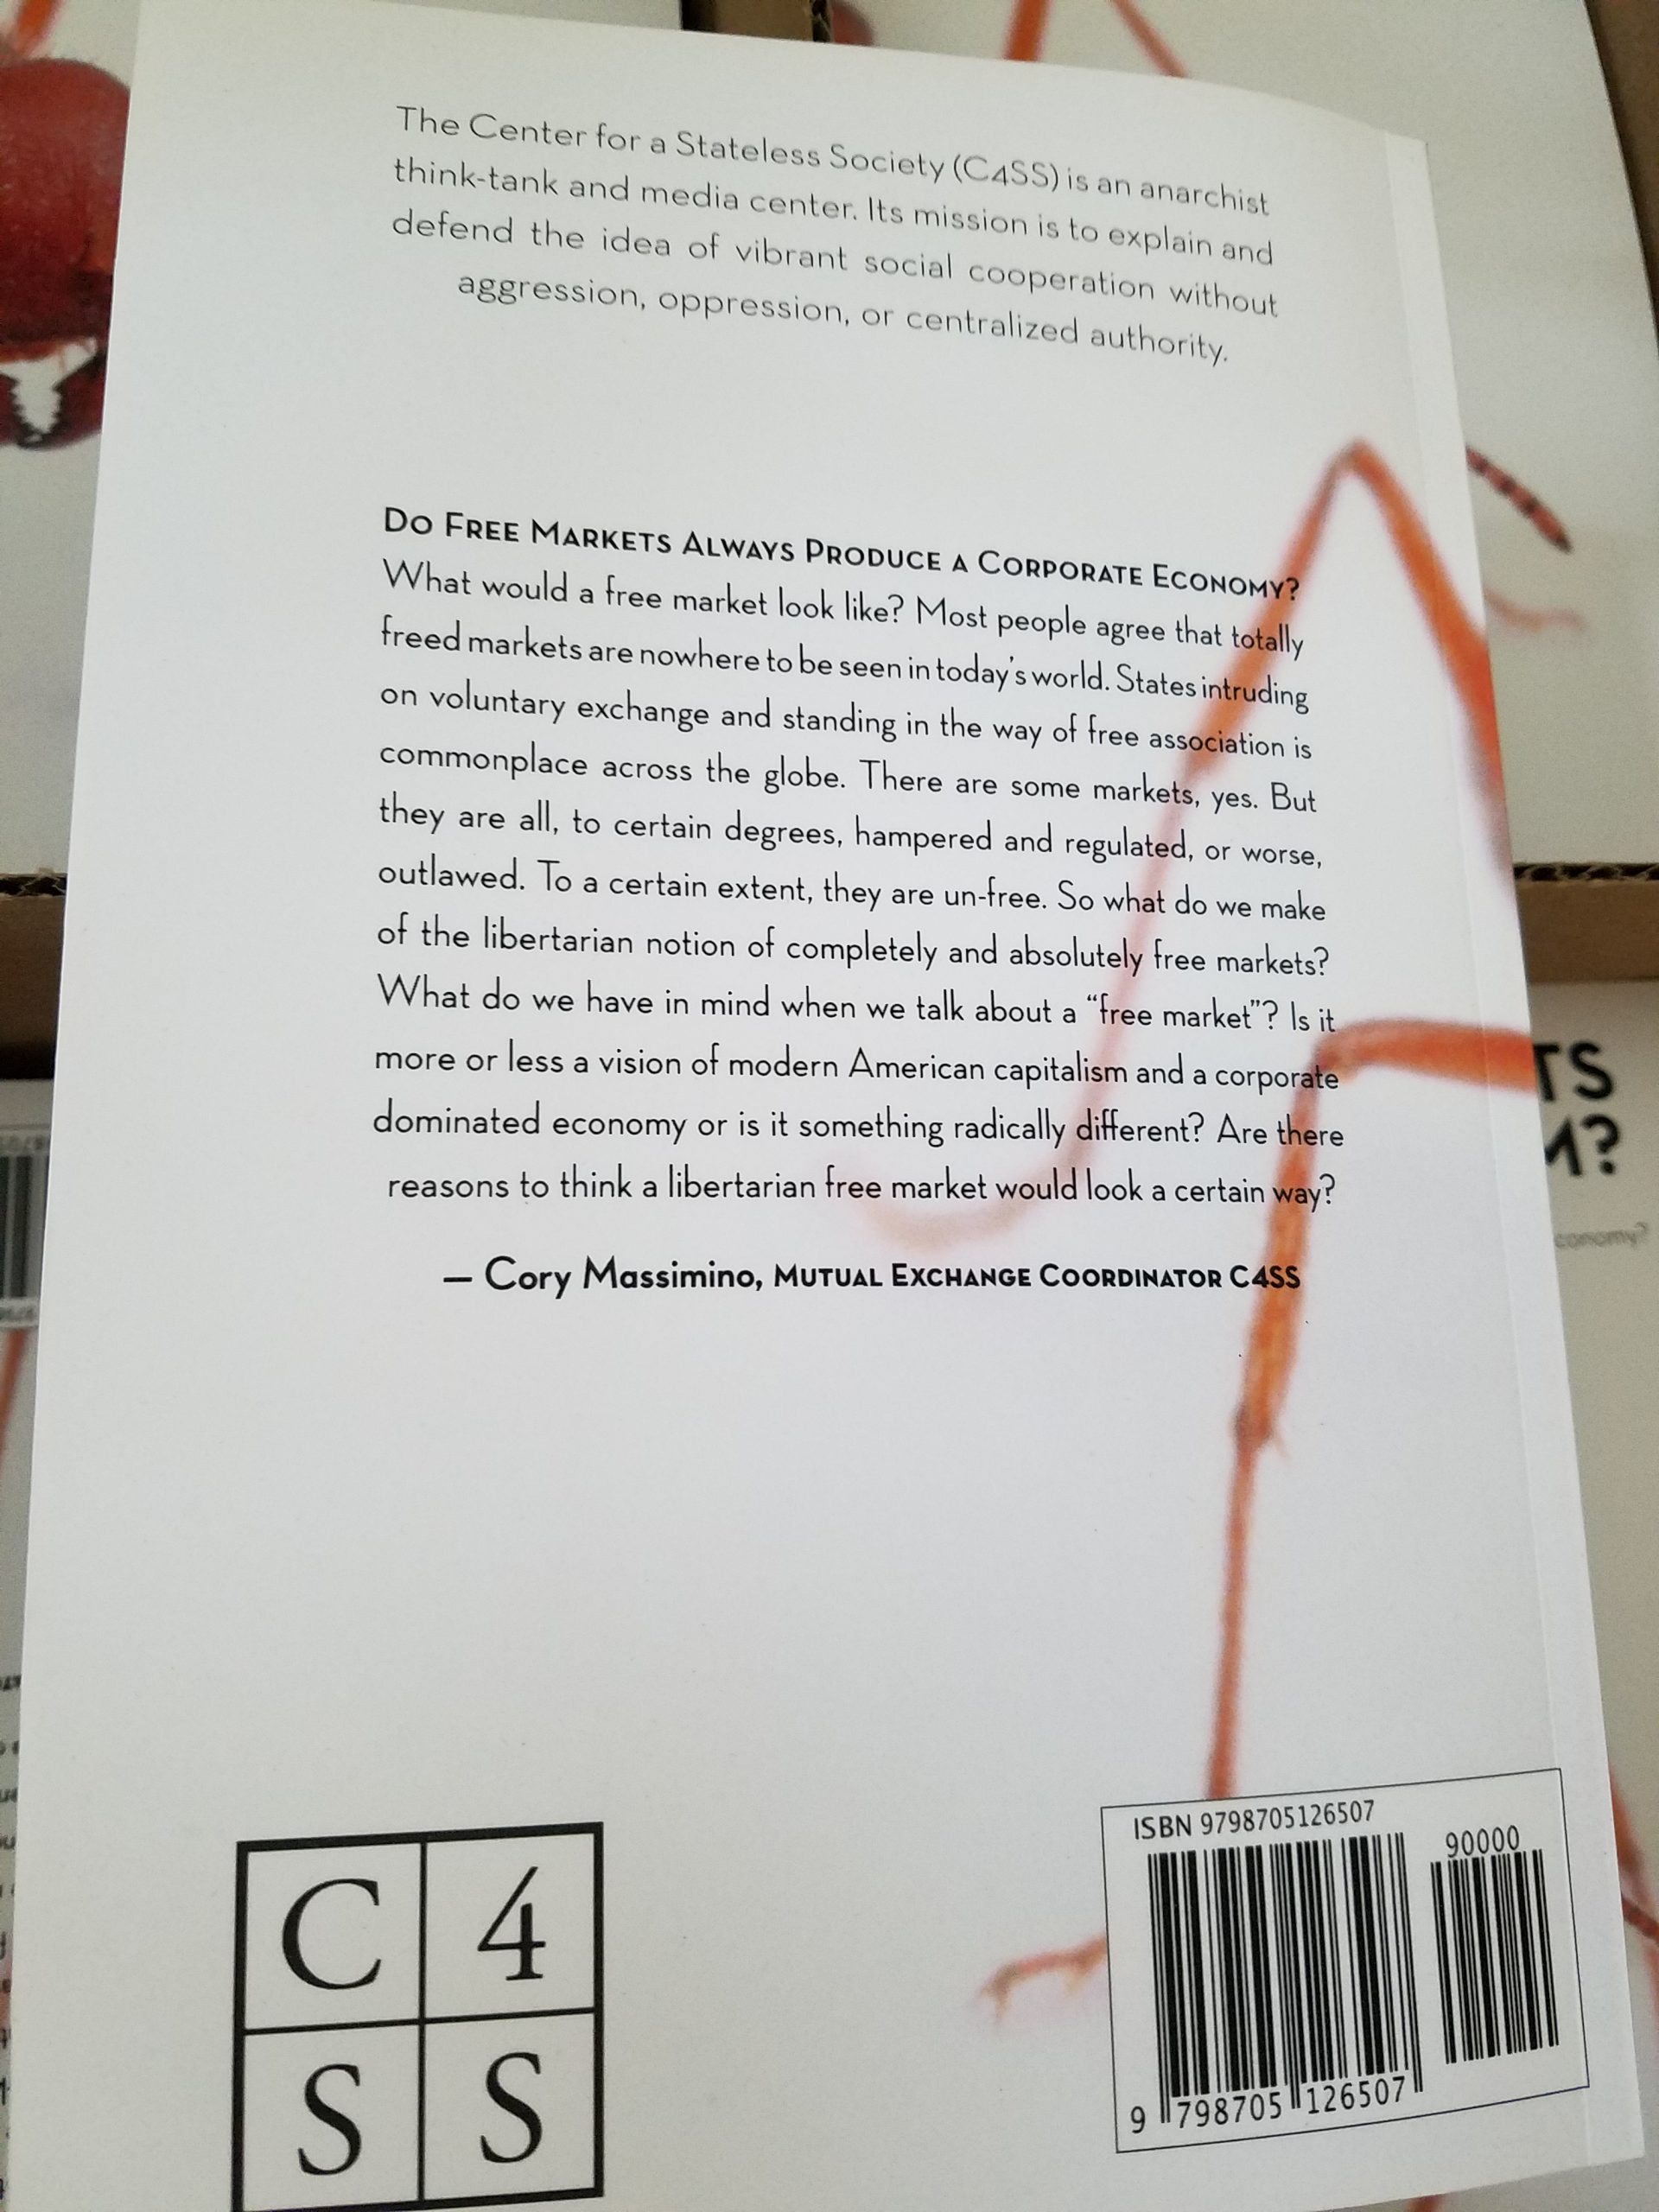 The Center for a Stateless Society (C4SS) is an anarchist
think-tank and media center. Its mission is to explain and
defend the idea of vibrant social cooperation without
aggression, oppression, or centralized authority.
DO FREE MARKETS ALWAYS PRODUCE A CORPORATE ECONOMY?
What would a free market look like? Most people agree that totally
freed markets are nowhere to be seen in today's world. States intruding
on voluntary exchange and standing in the way of free association is
commonplace across the globe. There are some markets, yes. But
they are all, to certain degrees, hampered and regulated, or worse,
outlawed. To a certain extent, they are un-free. So what do we make
of the libertarian notion of completely and absolutely free markets?
What do we have in mind when we talk about a “free market”? Is it
more or less a vision of modern American capitalism and a corporate
dominated economy or is it something radically different? Are there
reasons to think a libertarian free market would look a certain way?
— Cory Massimino, MUTUAL EXCHANGE COORDINATOR C4SS
TS
M?
conomy?
C 4
S S
ISBN 9798705126507
90000
9 798705 126507